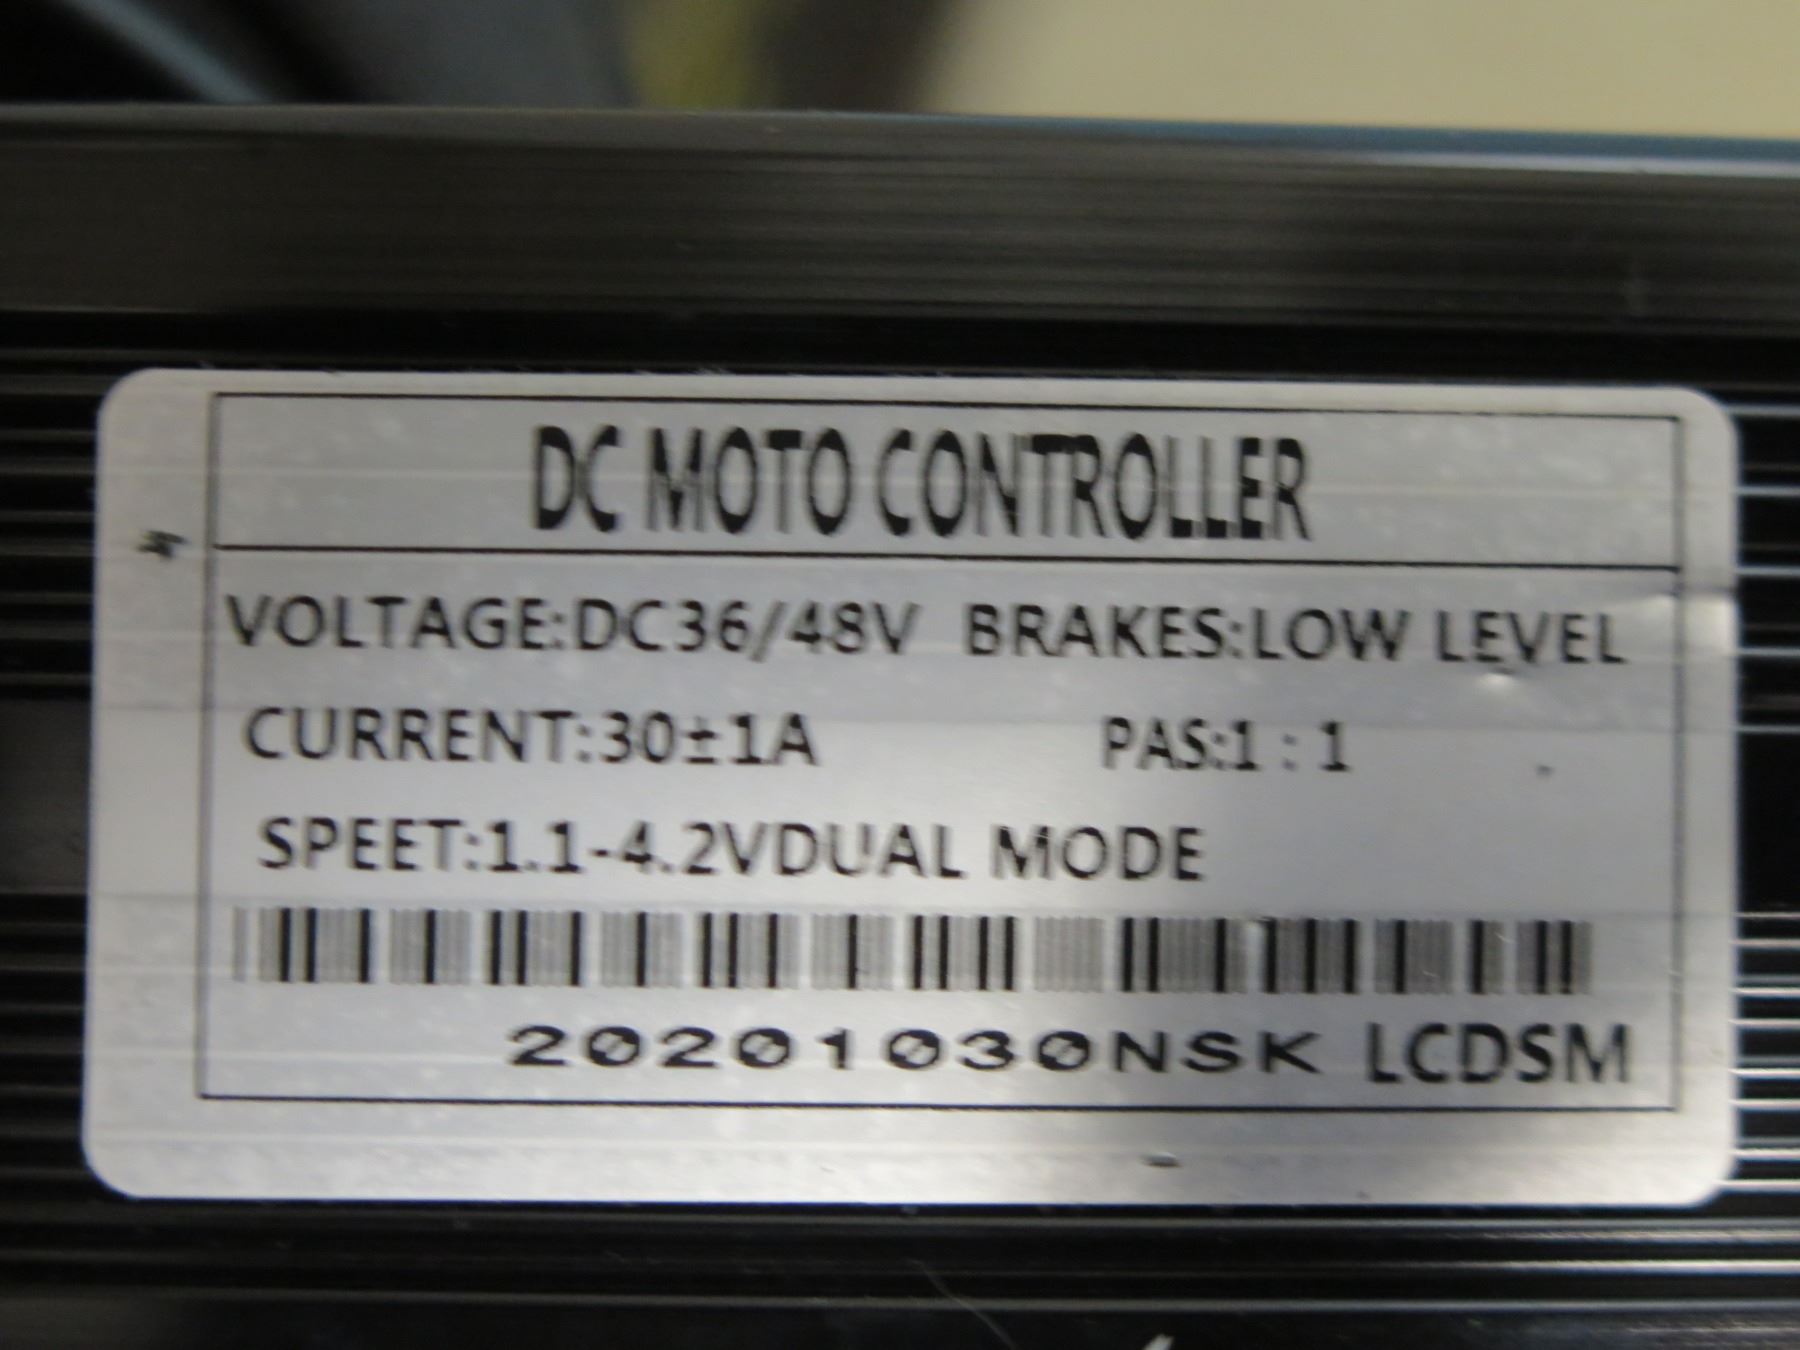 DC MOTO CONTROLLER
VOLTAGE:DC36/48V BRAKES:LOW LEVEL
CURRENT:30±1A PAS:1 : 1
SPEET:1.1-4.2VDUAL MODE
20201030NSK LCDSM